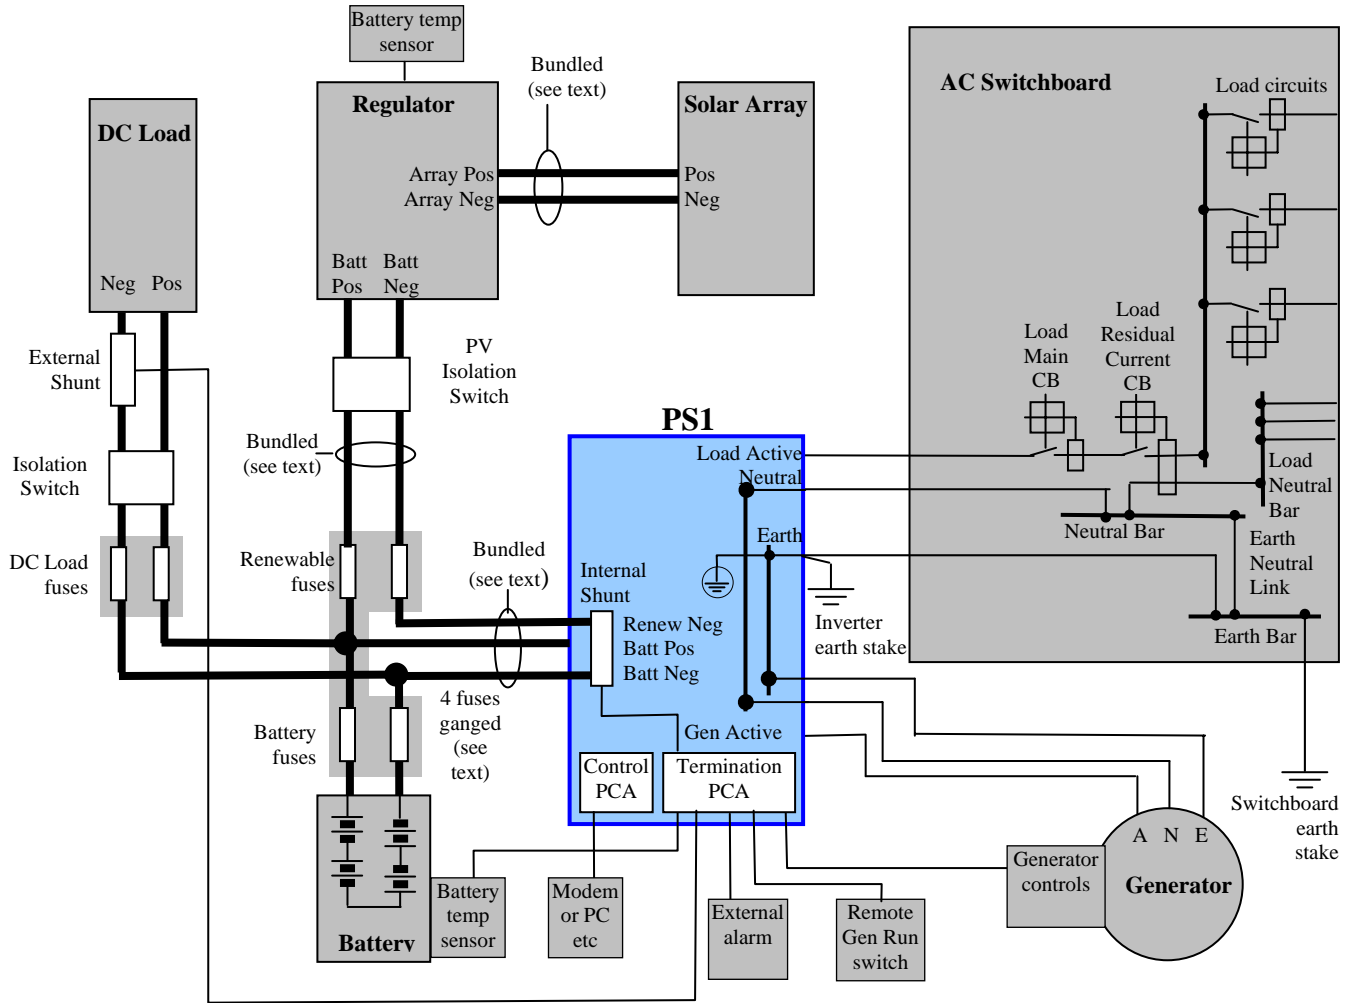 Battery temp
sensor
Bundled
(see text)
Regulator
Solar Array
AC Switchboard
Load circuits
DC Load
Array Pos
Array Neg
Pos
Neg
Batt
Pos
Batt
Neg
Neg
Pos
External
Shunt
PV
Isolation
Switch
Load
Main
CB
Load
Residual
Current
CB
PS1
Bundled
(see text)
Isolation
Switch
Load Active
Neutral
Load
Neutral
Bar
Neutral Bar
Earth
Neutral
Link
Earth
DC Load
fuses
Renewable
fuses
Bundled
(see text)
Internal
Shunt
Renew Neg
Batt Pos
Batt Neg
Inverter
earth stake
Earth Bar
4 fuses
ganged
(see
text)
Battery
fuses
Gen Active
Control
PCA
Termination
PCA
Switchboard
earth
stake
A N E
Generator
controls
Generator
Battery
Battery
temp
sensor
Modem
or PC
etc
External
alarm
Remote
Gen Run
switch